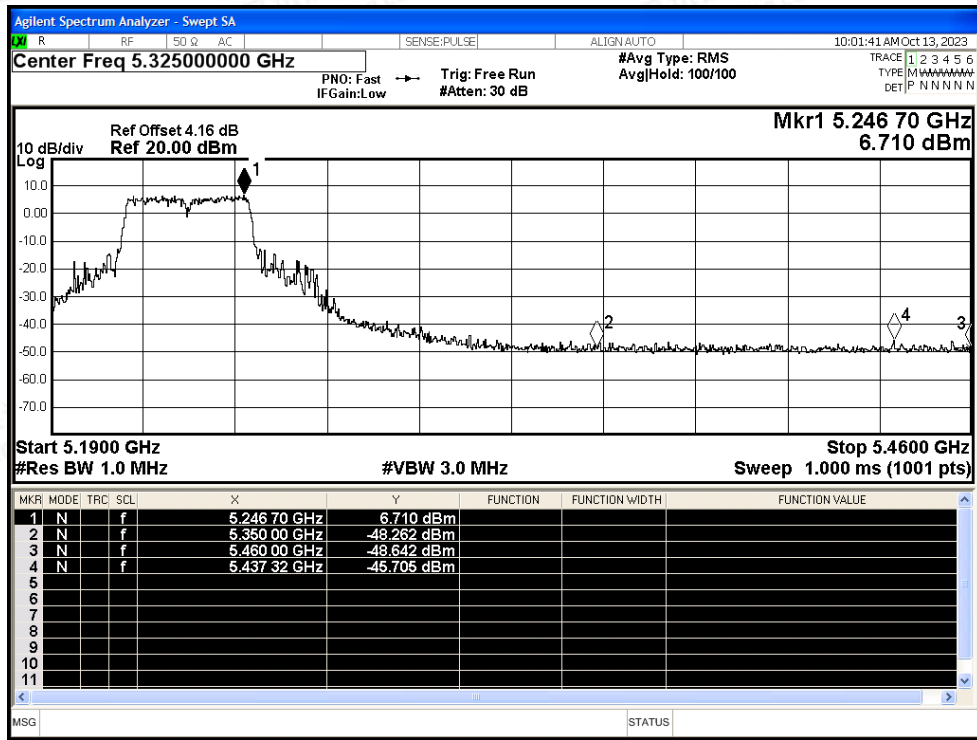 Agilent Spectrum Analyzer - Swept SA
LXI R RF 50 Ω AC SENSE:PULSE ALIGN AUTO 10:01:41 AM Oct 13, 2023
Center Freq 5.325000000 GHz #Avg Type: RMS TRACE 1 2 3 4 5 6
PNO: Fast Trig: Free Run Avg|Hold: 100/100 TYPE M
IFGain:Low #Atten: 30 dB DET P N N N N N
Mkr1 5.246 70 GHz
Ref Offset 4.16 dB
10 dB/div Ref 20.00 dBm 6.710 dBm
Log
1
10.0
0.00
-10.0
-20.0
-30.0
2 4 3
-40.0
-50.0
-60.0
-70.0
Start 5.1900 GHz Stop 5.4600 GHz
#Res BW 1.0 MHz #VBW 3.0 MHz Sweep 1.000 ms (1001 pts)
MKR MODE TRC SCL X Y FUNCTION FUNCTION WIDTH FUNCTION VALUE
1 N f 5.246 70 GHz 6.710 dBm
2 N f 5.350 00 GHz -48.262 dBm
3 N f 5.460 00 GHz -48.642 dBm
4 N f 5.437 32 GHz -45.705 dBm
5
6
7
8
9
10
11
MSG STATUS